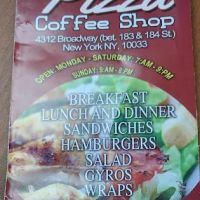 Pizza
Coffee Shop
4312 Broadway (bet. 183 & 184 St.)
New York NY, 10033
OPEN: MONDAY - SATURDAY: 7:AM - 9:PM
SUNDAY: 9:AM - 8:PM
BREAKFAST
LUNCH AND DINNER
SANDWICHES
HAMBURGERS
SALAD
GYROS
WRAPS